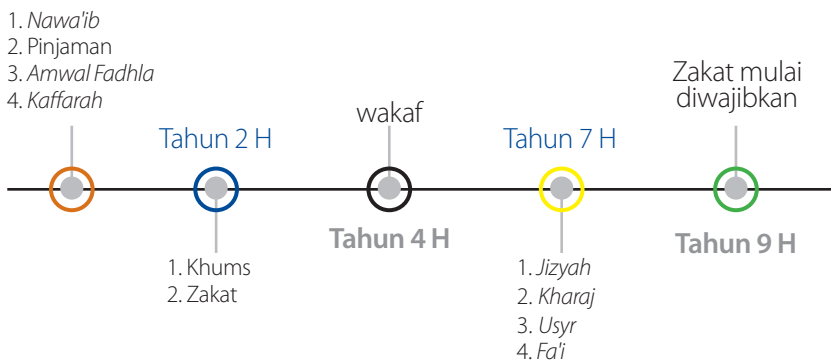 1. Nawa'ib
2. Pinjaman
3. Amwal Fadhla
4. Kaffarah
Tahun 2 H
1. Khums
2. Zakat
wakaf
Tahun 4 H
Tahun 7 H
1. Jizyah
2. Kharaj
3. Usyr
4. Fa'i
Zakat mulai
diwajibkan
Tahun 9 H